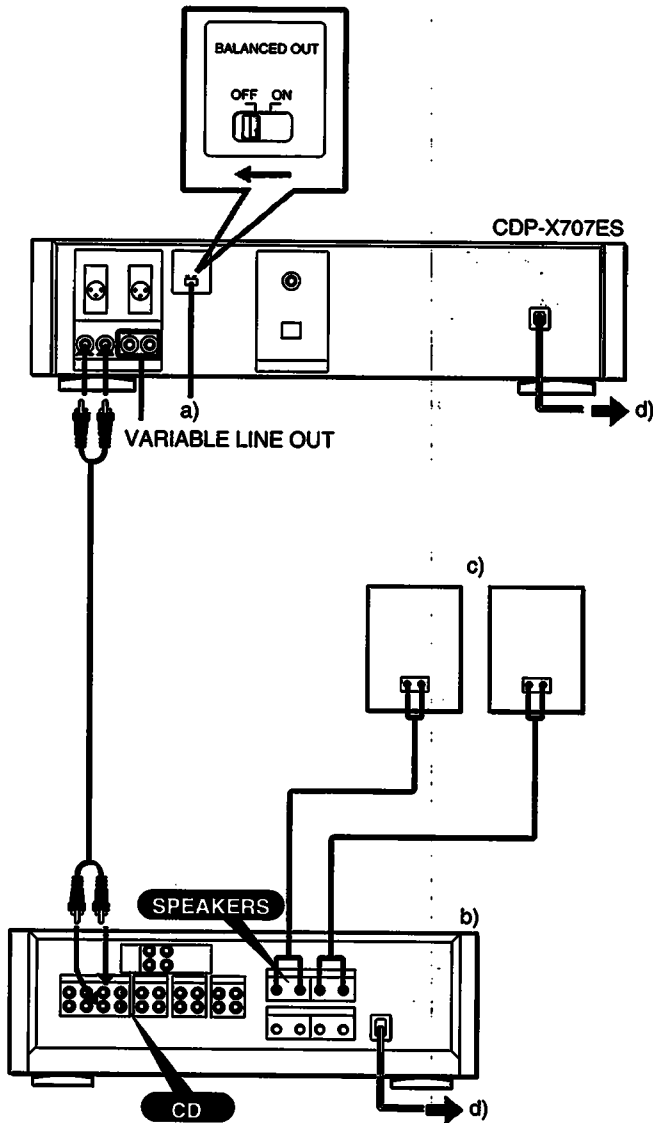 BALANCED OUT
OFF ON
CDP-X707ES
a)
d)
VARIABLE LINE OUT
c)
SPEAKERS
b)
CD
d)